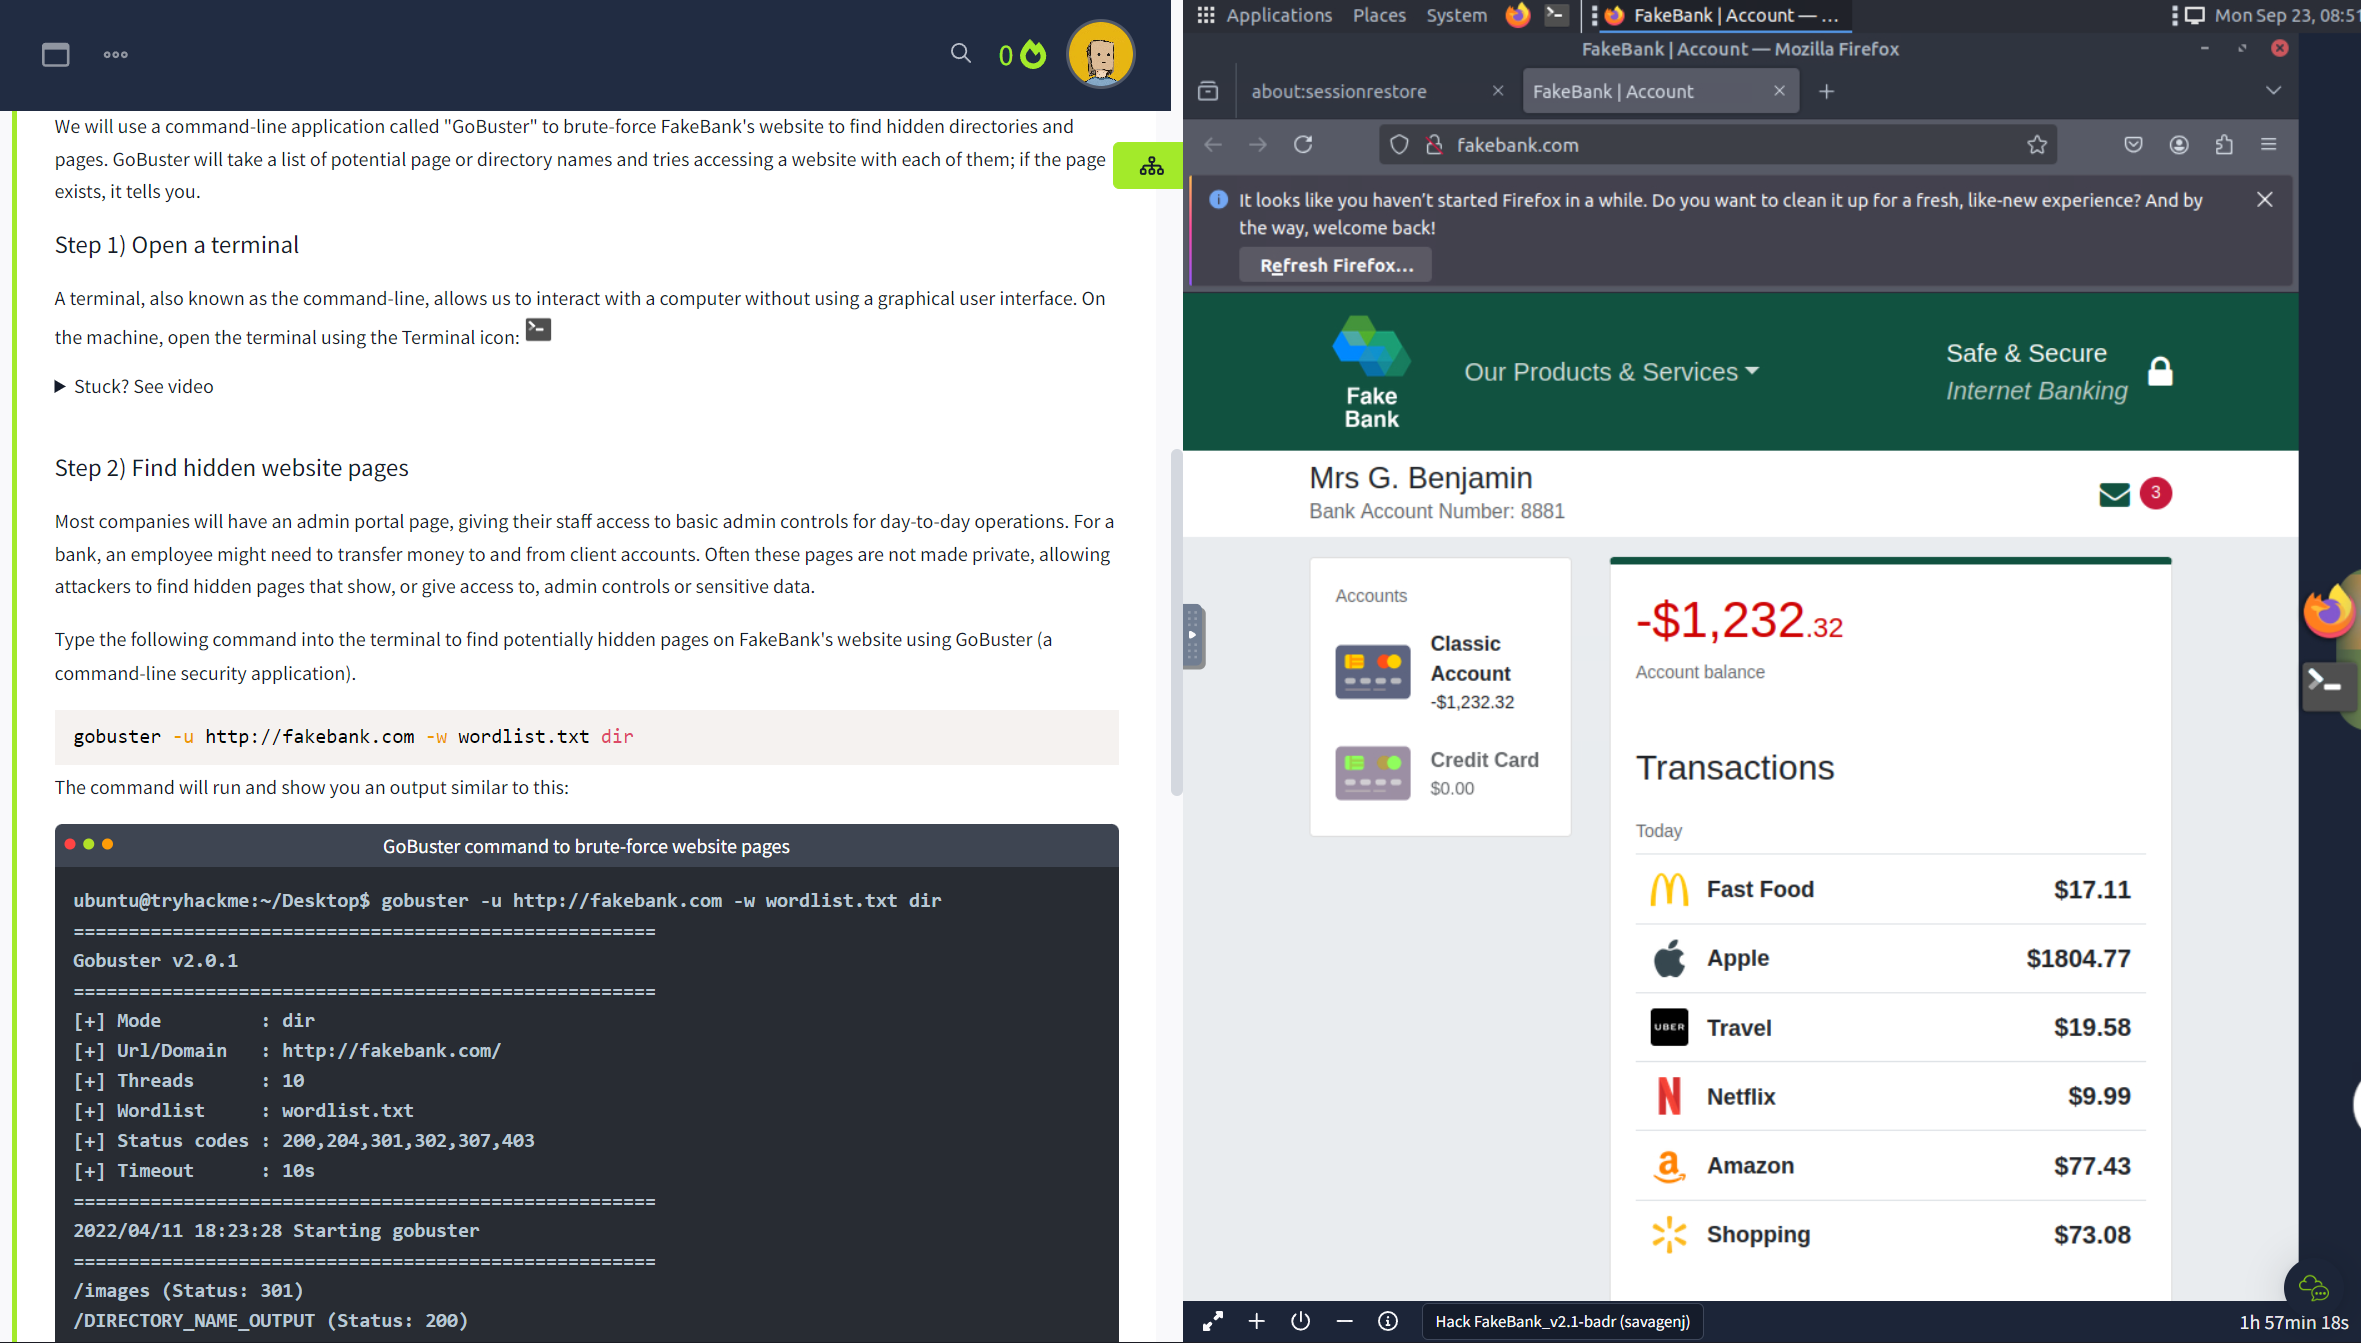 0
We will use a command-line application called "GoBuster" to brute-force FakeBank's website to find hidden directories and
pages. GoBuster will take a list of potential page or directory names and tries accessing a website with each of them; if the page
exists, it tells you.
Step 1) Open a terminal
A terminal, also known as the command-line, allows us to interact with a computer without using a graphical user interface. On
the machine, open the terminal using the Terminal icon:
Stuck? See video
Step 2) Find hidden website pages
Most companies will have an admin portal page, giving their staff access to basic admin controls for day-to-day operations. For a
bank, an employee might need to transfer money to and from client accounts. Often these pages are not made private, allowing
attackers to find hidden pages that show, or give access to, admin controls or sensitive data.
Type the following command into the terminal to find potentially hidden pages on FakeBank's website using GoBuster (a
command-line security application).
gobuster -u http://fakebank.com -w wordlist.txt dir
The command will run and show you an output similar to this:
GoBuster command to brute-force website pages
ubuntu@tryhackme:~/Desktop$ gobuster -u http://fakebank.com -w wordlist.txt dir
=====================================================
Gobuster v2.0.1
=====================================================
[+] Mode         : dir
[+] Url/Domain   : http://fakebank.com/
[+] Threads      : 10
[+] Wordlist     : wordlist.txt
[+] Status codes : 200,204,301,302,307,403
[+] Timeout      : 10s
=====================================================
2022/04/11 18:23:28 Starting gobuster
=====================================================
/images (Status: 301)
/DIRECTORY_NAME_OUTPUT (Status: 200)
Applications Places System FakeBank | Account — ... Mon Sep 23, 08:51
FakeBank | Account — Mozilla Firefox
about:sessionrestore FakeBank | Account
fakebank.com
It looks like you haven't started Firefox in a while. Do you want to clean it up for a fresh, like-new experience? And by
the way, welcome back!
Refresh Firefox...
Fake
Bank
Our Products & Services
Safe & Secure
Internet Banking
Mrs G. Benjamin
Bank Account Number: 8881
3
Accounts
Classic
Account
-$1,232.32
Credit Card
$0.00
-$1,232.32
Account balance
Transactions
Today
Fast Food $17.11
Apple $1804.77
UBER Travel $19.58
Netflix $9.99
Amazon $77.43
Shopping $73.08
Hack FakeBank_v2.1-badr (savagenj) 1h 57min 18s